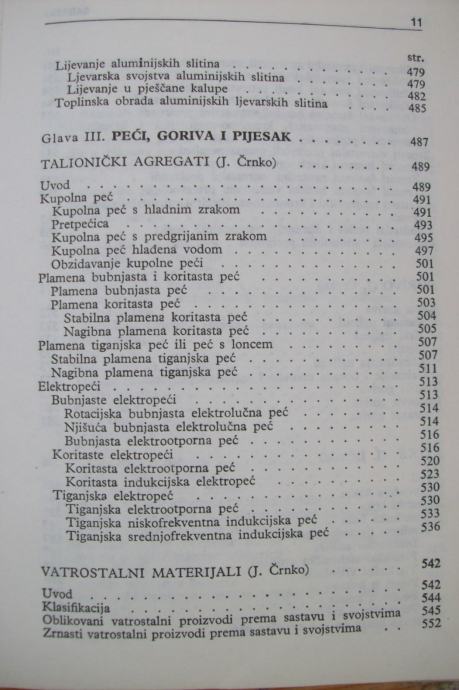 11
str.
Lijevanje aluminijskih slitina . . . . . . . . . . 479
Ljevarska svojstva aluminijskih slitina . . . . . . 479
Lijevanje u pješčane kalupe . . . . . . . . . 482
Toplinska obrada aluminijskih ljevarskih slitina . . . . 485
Glava III. PEĆI, GORIVA I PIJESAK . . . . . . . 487
TALIONIČKI AGREGATI (J. Črnko) . . . . . . . 489
Uvod . . . . . . . . . . . . . . . . . 489
Kupolna peć . . . . . . . . . . . . . . . 491
Kupolna peć s hladnim zrakom . . . . . . . . 491
Pretpećica . . . . . . . . . . . . . . . 493
Kupolna peć s predgrijanim zrakom . . . . . . 495
Kupolna peć hlađena vodom . . . . . . . . . 497
Obzidavanje kupolne peći . . . . . . . . . . 501
Plamena bubnjasta i koritasta peć . . . . . . . . 501
Plamena bubnjasta peć . . . . . . . . . . . 501
Plamena koritasta peć . . . . . . . . . . . 503
Stabilna plamena koritasta peć . . . . . . . 504
Nagibna plamena koritasta peć . . . . . . . 505
Plamena tiganjska peć ili peć s loncem . . . . . . 507
Stabilna plamena tiganjska peć . . . . . . . . 507
Nagibna plamena tiganjska peć . . . . . . . . 511
Elektropeći . . . . . . . . . . . . . . . 513
Bubnjaste elektropeći . . . . . . . . . . . 513
Rotacijska bubnjasta elektrolučna peć . . . . . 514
Njišuća bubnjasta elektrolučna peć . . . . . . 514
Bubnjasta elektrootporna peć . . . . . . . . 516
Koritaste elektropeći . . . . . . . . . . . 516
Koritasta elektrootporna peć . . . . . . . . 520
Koritasta indukcijska elektropeć . . . . . . . 523
Tiganjska elektropeć . . . . . . . . . . . 530
Tiganjska elektrootporna peć . . . . . . . . 530
Tiganjska niskofrekventna indukcijska peć . . . . 533
Tiganjska srednjofrekventna indukcijska peć . . . 536
VATROSTALNI MATERIJALI (J. Črnko) . . . . . . 542
Uvod . . . . . . . . . . . . . . . . . 542
Klasifikacija . . . . . . . . . . . . . . . 544
Oblikovani vatrostalni proizvodi prema sastavu i svojstvima 545
Zrnasti vatrostalni proizvodi prema sastavu i svojstvima . . 552